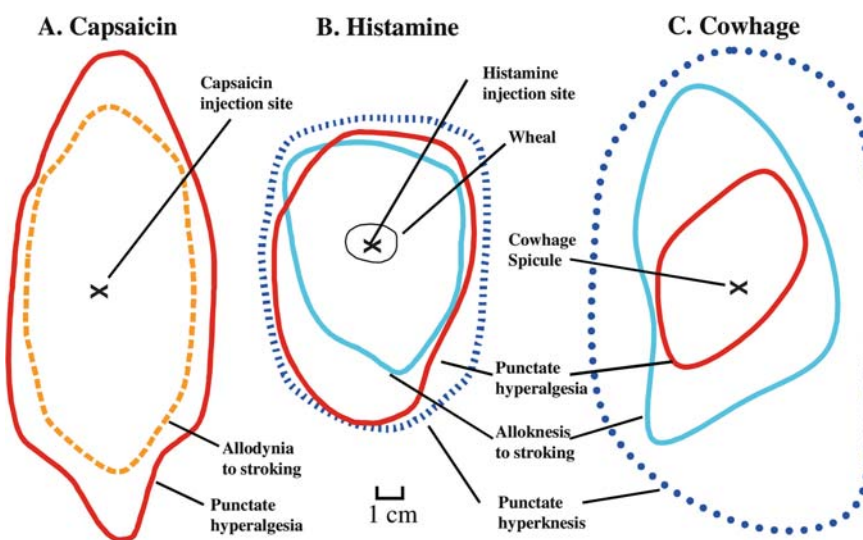 A. Capsaicin
B. Histamine
C. Cowhage
Capsaicin
injection site
Histamine
injection site
Wheal
X
X
Cowhage
Spicule
X
Punctate
hyperalgesia
Allodynia
to stroking
Alloknesis
to stroking
Punctate
hyperalgesia
Punctate
hyperknesis
1 cm